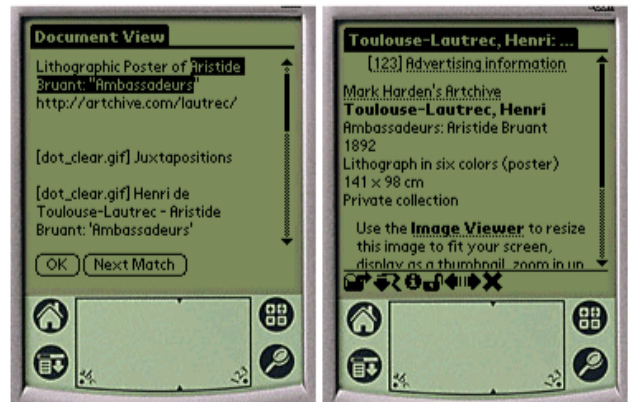 Document View
Lithographic Poster of Aristide
Bruant: "Ambassadeurs"
http://artchive.com/lautrec/
[dot_clear.gif] Juxtapositions
[dot_clear.gif] Henri de
Toulouse-Lautrec - Aristide
Bruant: 'Ambassadeurs'
OK
Next Match
Toulouse-Lautrec, Henri: ...
[123] Advertising information
Mark Harden's Artchive
Toulouse-Lautrec, Henri
Ambassadeurs: Aristide Bruant
1892
Lithograph in six colors (poster)
141 x 98 cm
Private collection
Use the Image Viewer to resize
this image to fit your screen,
display as a thumbnail, zoom in up